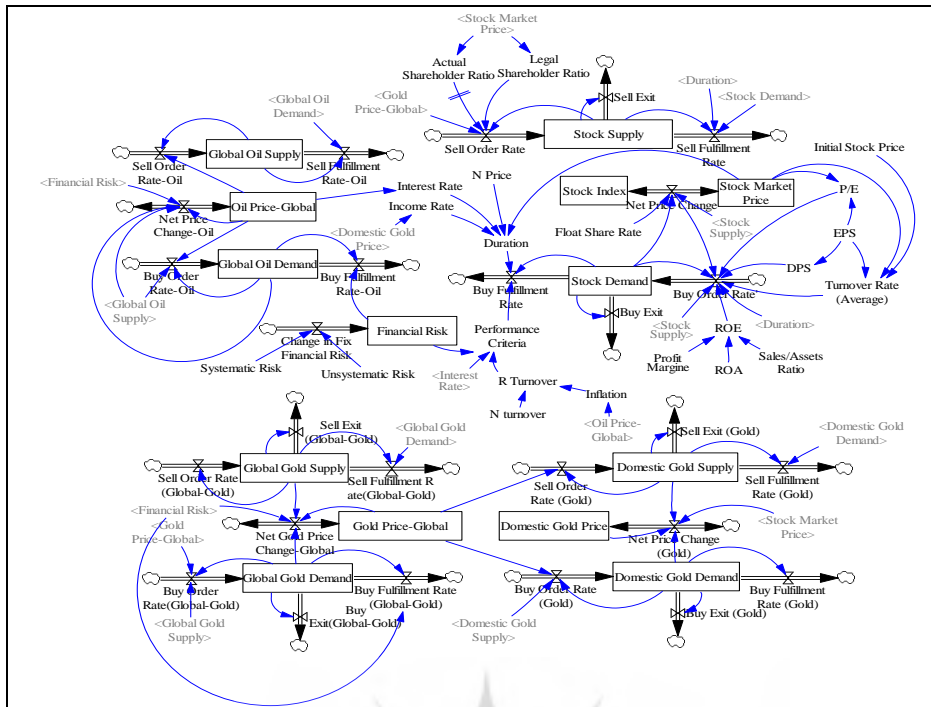 <Stock Market
Price>
Actual
Shareholder Ratio
Legal
Shareholder Ratio
<Gold
Price-Global>
Sell Exit
<Duration>
<Stock Demand>
Sell Order Rate
Stock Supply
Sell Fulfillment
Rate
Initial Stock Price
<Global Oil
Demand>
Global Oil Supply
Sell Order
Rate-Oil
Sell Fulfillment
Rate-Oil
<Financial Risk>
Oil Price-Global
Net Price
Change-Oil
Interest Rate
N Price
Income Rate
<Domestic Gold
Price>
Duration
Stock Index
Net Price Change
Stock Market
Price
Float Share Rate
<Stock
Supply>
P/E
EPS
DPS
Turnover Rate
(Average)
Global Oil Demand
Buy Order
Rate-Oil
Buy Fulfillment
Rate-Oil
<Global Oil
Supply>
Buy Fulfillment
Rate
Stock Demand
Buy Order Rate'
Buy Exit
<Stock
Supply>
<Duration>
ROE
Profit
Margine
ROA
Sales/Assets
Ratio
Financial Risk
Change in Fix
Financial Risk
Systematic Risk
Unsystematic Risk
Performance
Criteria
<Interest
Rate>
R Turnover
N turnover
Inflation
<Oil Price-
Global>
Sell Exit
(Global-Gold)
<Global Gold
Demand>
Global Gold Supply
Sell Order Rate
(Global-Gold)
Sell Fulfillment R
ate(Global-Gold)
<Financial Risk>
<Gold
Price-Global>
Gold Price-Global
Net Gold Price
Change-Global
Global Gold Demand
Buy Order
Rate(Global-Gold)
Buy Fulfillment Rate
(Global-Gold)
Buy
Exit(Global-Gold)
<Global Gold
Supply>
Sell Exit (Gold)
<Domestic Gold
Demand>
Domestic Gold Supply
Sell Order
Rate (Gold)
Sell Fulfillment
Rate (Gold)
Domestic Gold Price
Net Price Change
(Gold)
<Stock Market
Price>
Domestic Gold Demand
Buy Order Rate
(Gold)
Buy Fulfillment
Rate (Gold)
Buy Exit (Gold)
<Domestic Gold
Supply>